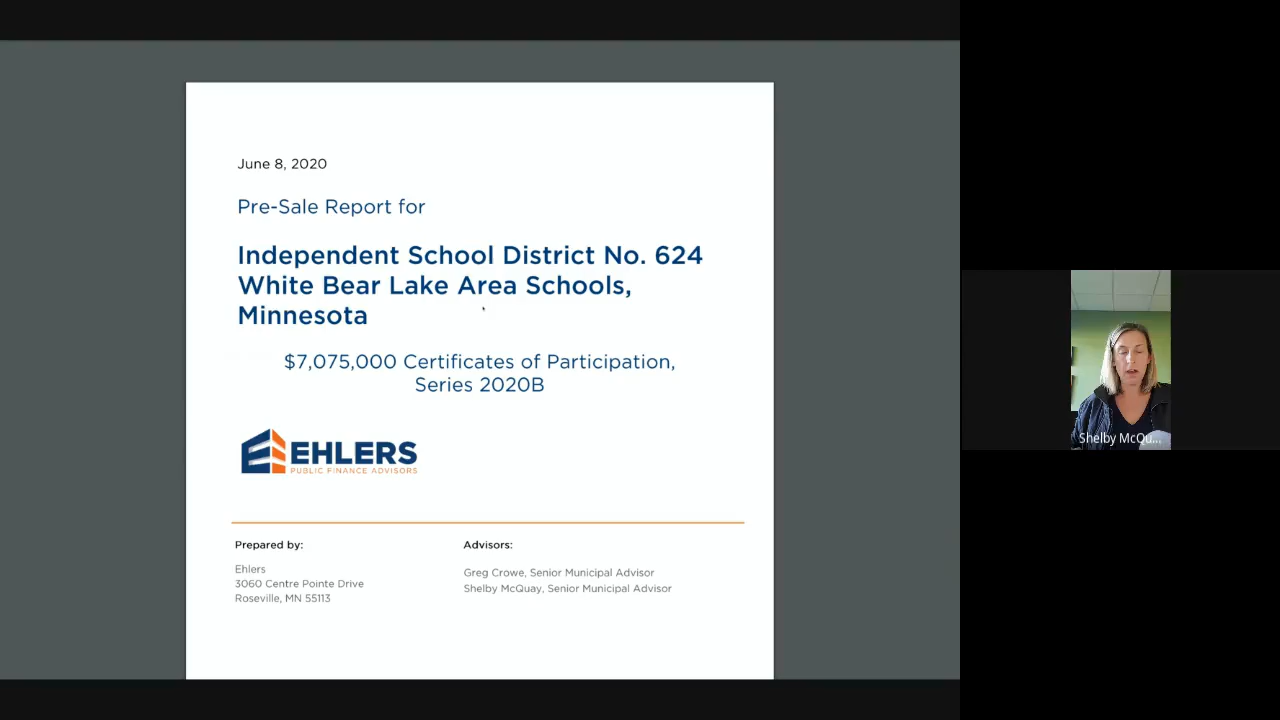 June 8, 2020
Pre-Sale Report for
Independent School District No. 624
White Bear Lake Area Schools,
Minnesota
$7,075,000 Certificates of Participation,
Series 2020B
EHLERS
PUBLIC FINANCE ADVISORS
Prepared by:
Ehlers
3060 Centre Pointe Drive
Roseville, MN 55113
Advisors:
Greg Crowe, Senior Municipal Advisor
Shelby McQuay, Senior Municipal Advisor
Shelby McQu...